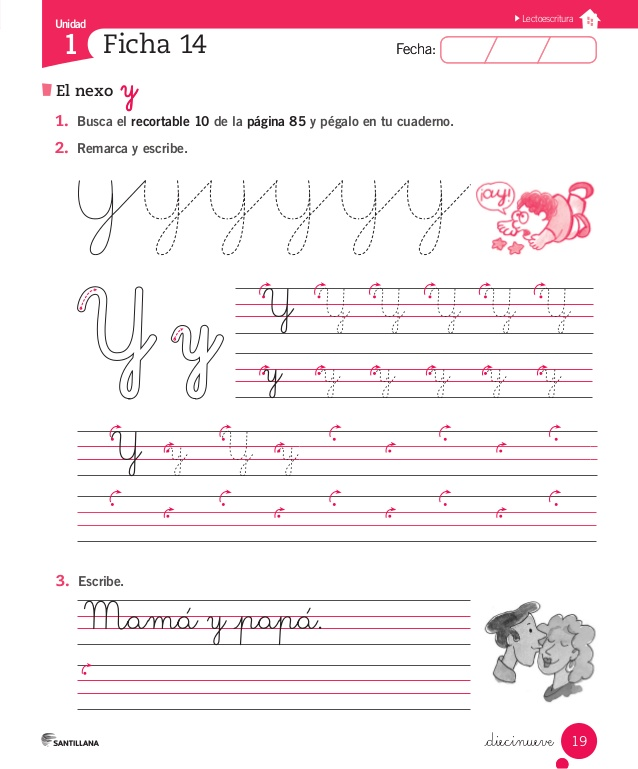 Unidad
Lectoescritura
1 Ficha 14
Fecha:
El nexo y
1. Busca el recortable 10 de la página 85 y pégalo en tu cuaderno.
2. Remarca y escribe.
y y y y y y
¡ay!
Y y
Y Y Y Y Y Y
y y y y y y
Y y Y y
3. Escribe.
Mamá y papá.
SANTILLANA
diecinueve 19